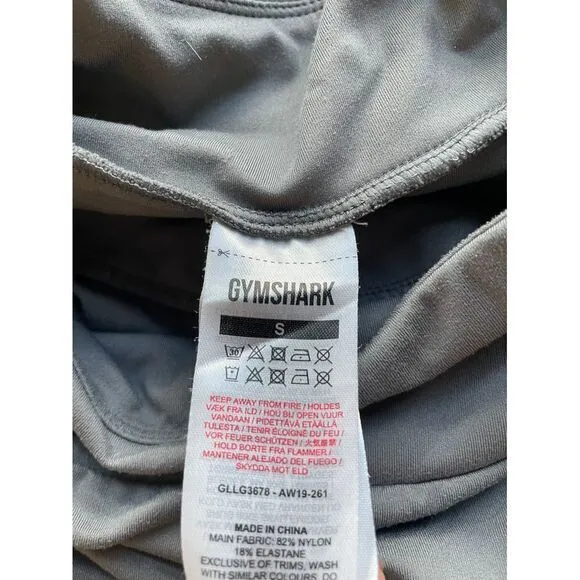 GYMSHARK
S
30
KEEP AWAY FROM FIRE / HOLDES
VÆK FRA ILD / HOU BIJ OPEN VUUR
VANDAAN / PIDETTÄVÄ ETÄÄLLÄ
TULESTA / TENIR ÉLOIGNÉ DU FEU /
VOR FEUER SCHÜTZEN / 火気厳禁 /
HOLD BORTE FRA FLAMMER /
MANTENER ALEJADO DEL FUEGO /
SKYDDA MOT ELD
GLLG3678 - AW19-261
MADE IN CHINA
MAIN FABRIC: 82% NYLON
18% ELASTANE
EXCLUSIVE OF TRIMS, WASH
WITH SIMILAR COLOURS, DO